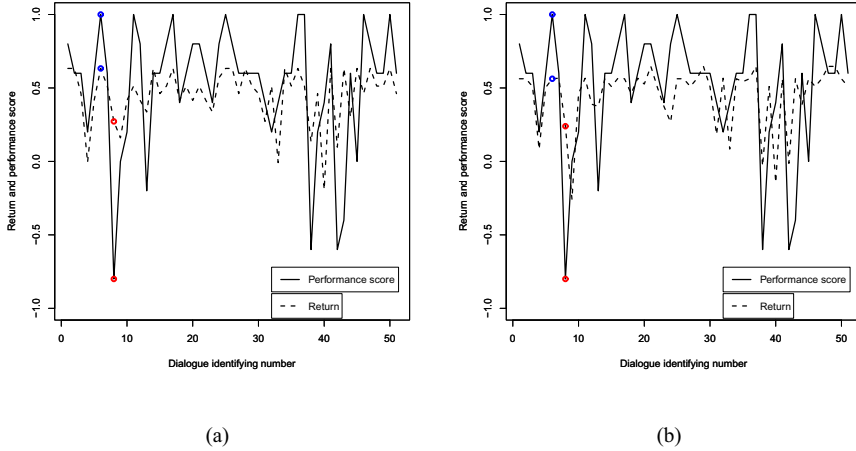 Return and performance score
1.0
0.5
0.0
−0.5
−1.0
Performance score
Return
0 10 20 30 40 50
Dialogue identifying number
(a)
Return and performance score
1.0
0.5
0.0
−0.5
−1.0
Performance score
Return
0 10 20 30 40 50
Dialogue identifying number
(b)